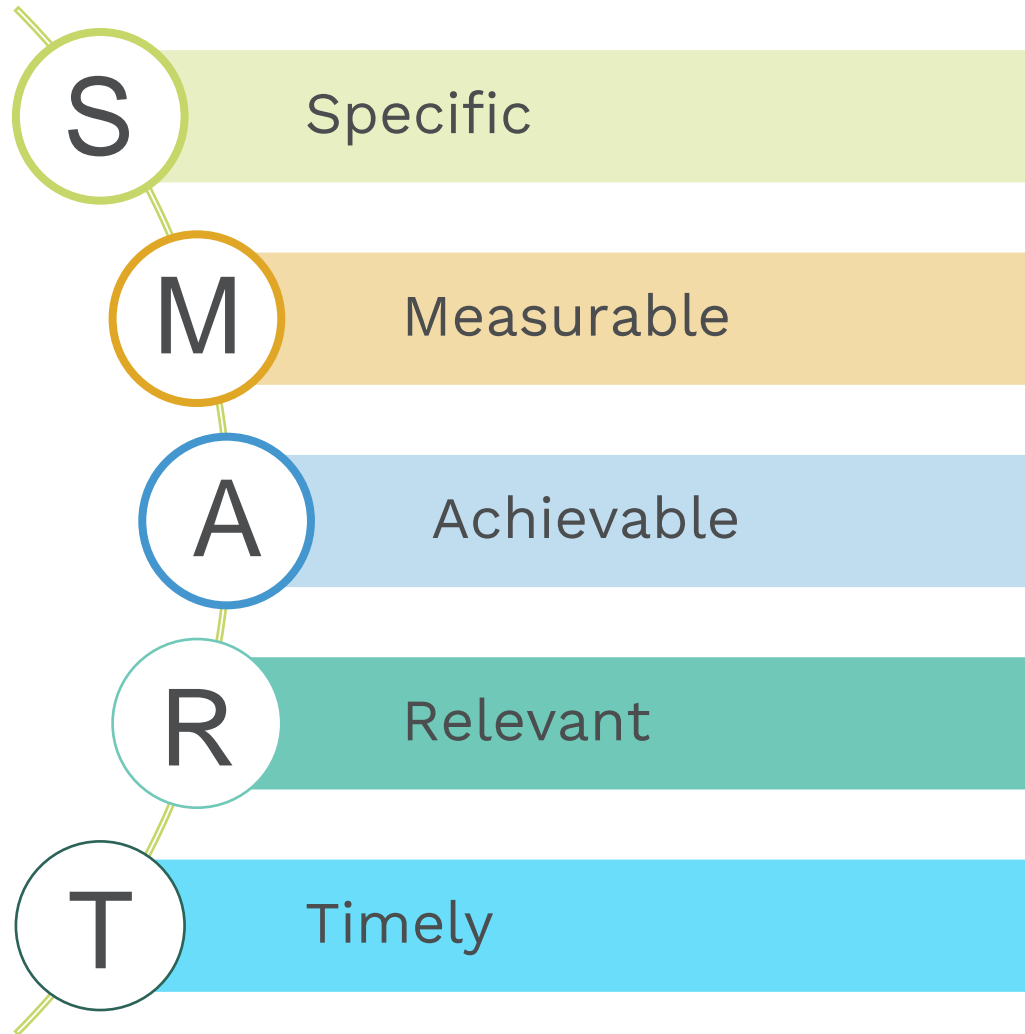 S
Specific
M
Measurable
A
Achievable
R
Relevant
T
Timely